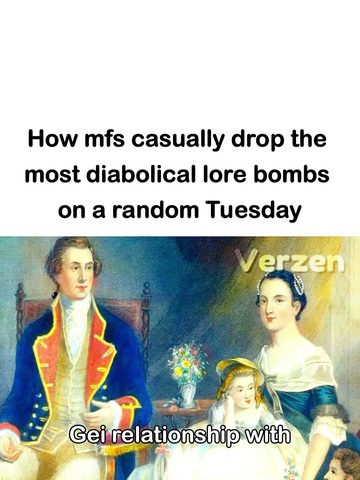 How mfs casually drop the
most diabolical lore bombs
on a random Tuesday
Verzen
Gei relationship with